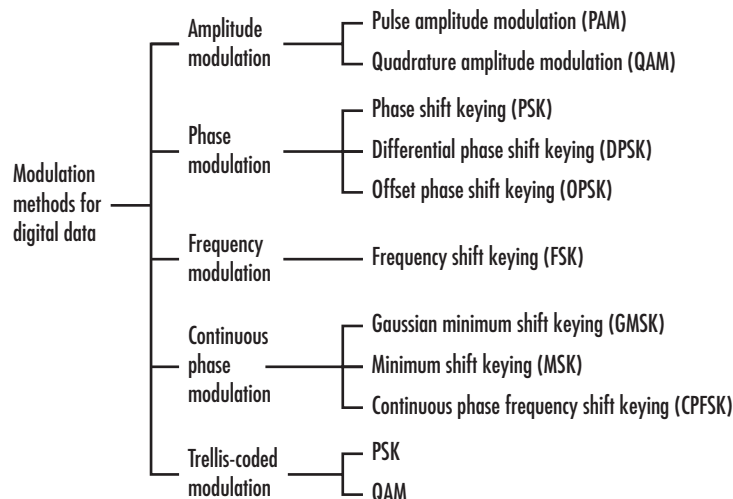 Modulation
methods for
digital data
Amplitude
modulation
Pulse amplitude modulation (PAM)
Quadrature amplitude modulation (QAM)
Phase
modulation
Phase shift keying (PSK)
Differential phase shift keying (DPSK)
Offset phase shift keying (OPSK)
Frequency
modulation
Frequency shift keying (FSK)
Continuous
phase
modulation
Gaussian minimum shift keying (GMSK)
Minimum shift keying (MSK)
Continuous phase frequency shift keying (CPFSK)
Trellis-coded
modulation
PSK
QAM